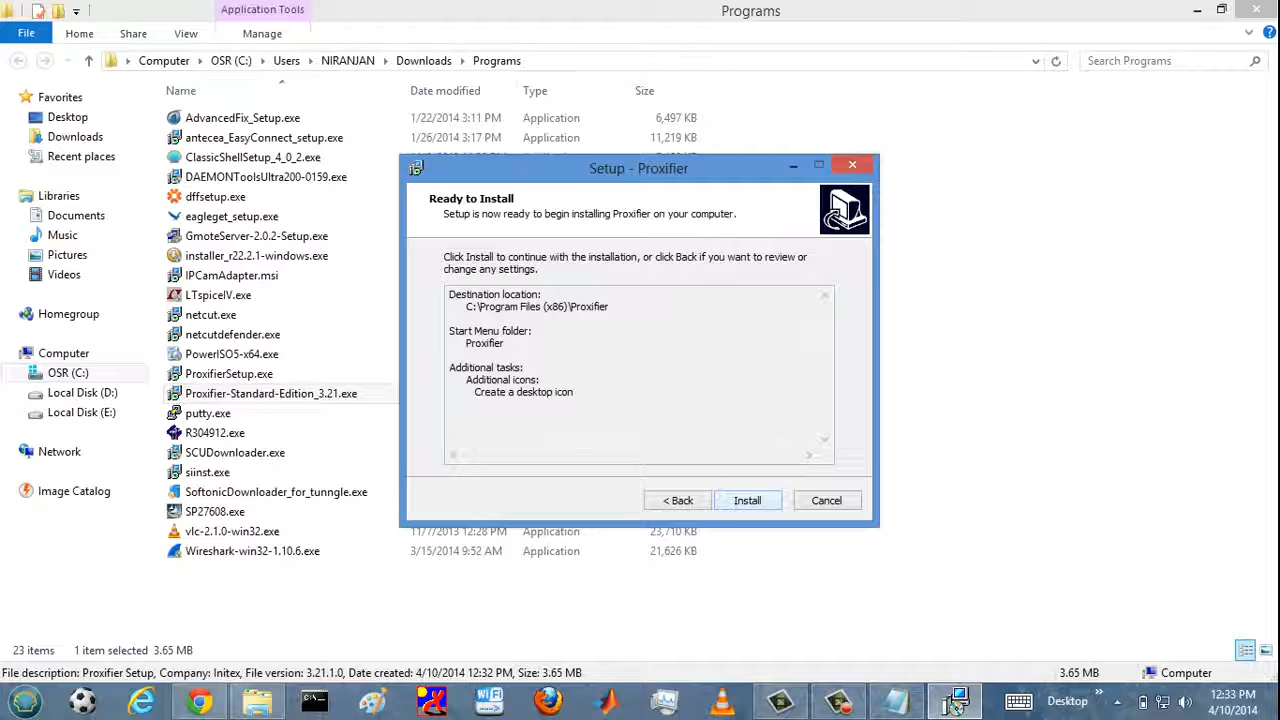 Application Tools
Programs
File Home Share View Manage
Computer OSR (C:) Users NIRANJAN Downloads Programs
Search Programs
Name Date modified Type Size
Favorites
Desktop
Downloads
Recent places
Libraries
Documents
Music
Pictures
Videos
Homegroup
Computer
OSR (C:)
Local Disk (D:)
Local Disk (E:)
Network
Image Catalog
AdvancedFix_Setup.exe 1/22/2014 3:11 PM Application 6,497 KB
antecea_EasyConnect_setup.exe 1/26/2014 3:17 PM Application 11,219 KB
ClassicShellSetup_4_0_2.exe
DAEMONToolsUltra200-0159.exe
dffsetup.exe
eagleget_setup.exe
GmoteServer-2.0.2-Setup.exe
installer_r22.2.1-windows.exe
IPCamAdapter.msi
LTspiceIV.exe
netcut.exe
netcutdefender.exe
PowerISO5-x64.exe
ProxifierSetup.exe
Proxifier-Standard-Edition_3.21.exe
putty.exe
R304912.exe
SCUDownloader.exe
siinst.exe
SoftonicDownloader_for_tunngle.exe
SP27608.exe
vlc-2.1.0-win32.exe 11/7/2013 12:28 PM Application 23,710 KB
Wireshark-win32-1.10.6.exe 3/15/2014 9:52 AM Application 21,626 KB
Setup - Proxifier
Ready to Install
Setup is now ready to begin installing Proxifier on your computer.
Click Install to continue with the installation, or click Back if you want to review or
change any settings.
Destination location:
C:\Program Files (x86)\Proxifier
Start Menu folder:
Proxifier
Additional tasks:
Additional icons:
Create a desktop icon
< Back Install Cancel
23 items 1 item selected 3.65 MB
File description: Proxifier Setup, Company: Initex, File version: 3.21.1.0, Date created: 4/10/2014 12:32 PM, Size: 3.65 MB
3.65 MB Computer
WiFi
Desktop
12:33 PM
4/10/2014